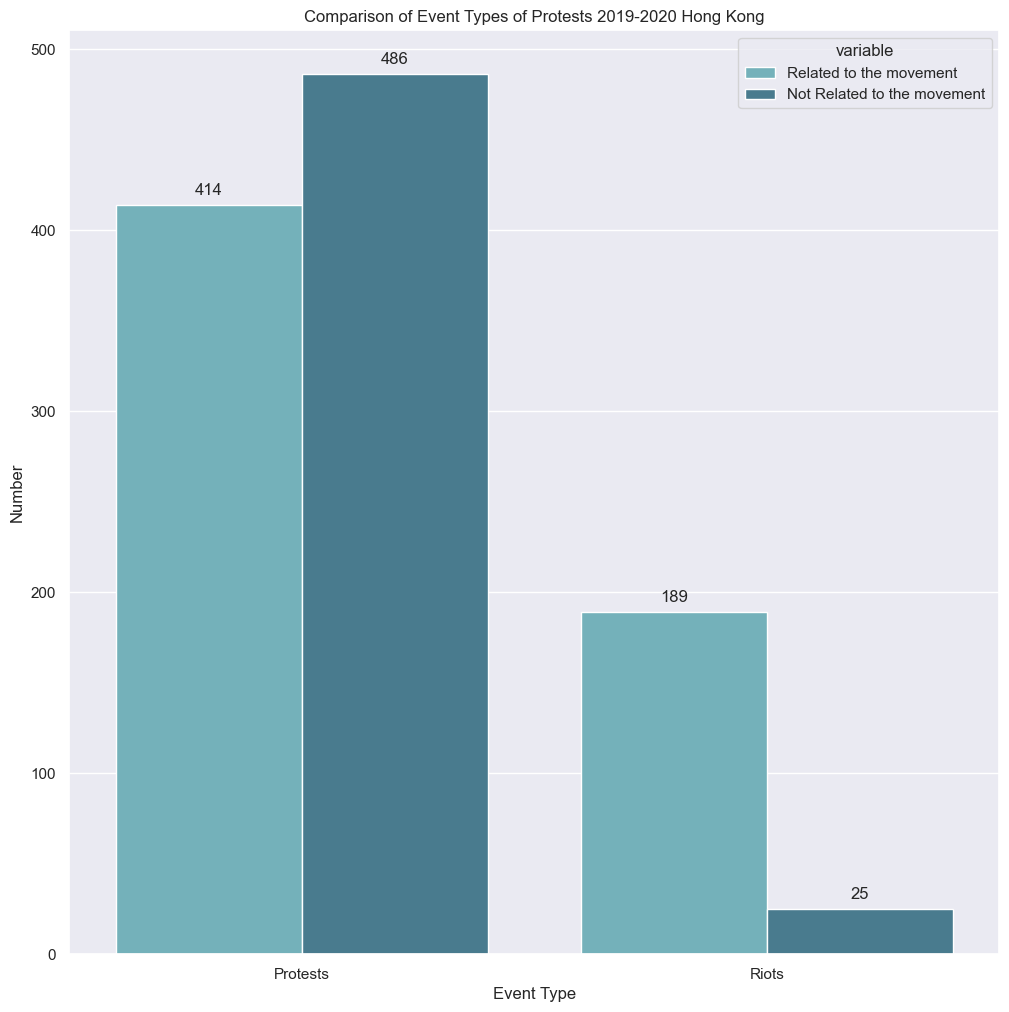 Comparison of Event Types of Protests 2019-2020 Hong Kong
variable
Related to the movement
Not Related to the movement
500
400
300
200
100
0
Number
414
486
189
25
Protests
Riots
Event Type